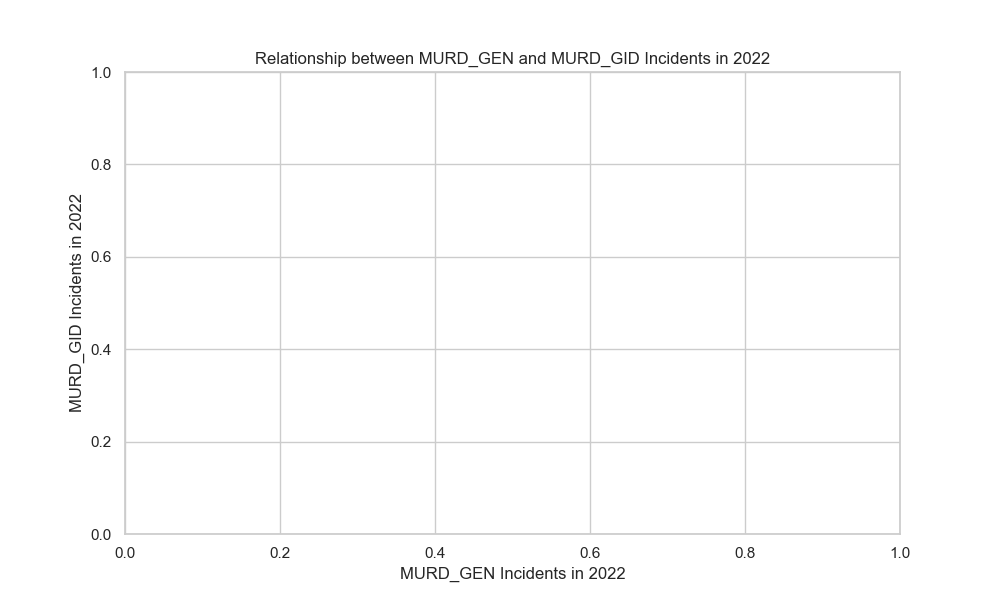 Relationship between MURD_GEN and MURD_GID Incidents in 2022
1.0
0.8
0.6
0.4
0.2
0.0
MURD_GID Incidents in 2022
0.0 0.2 0.4 0.6 0.8 1.0
MURD_GEN Incidents in 2022